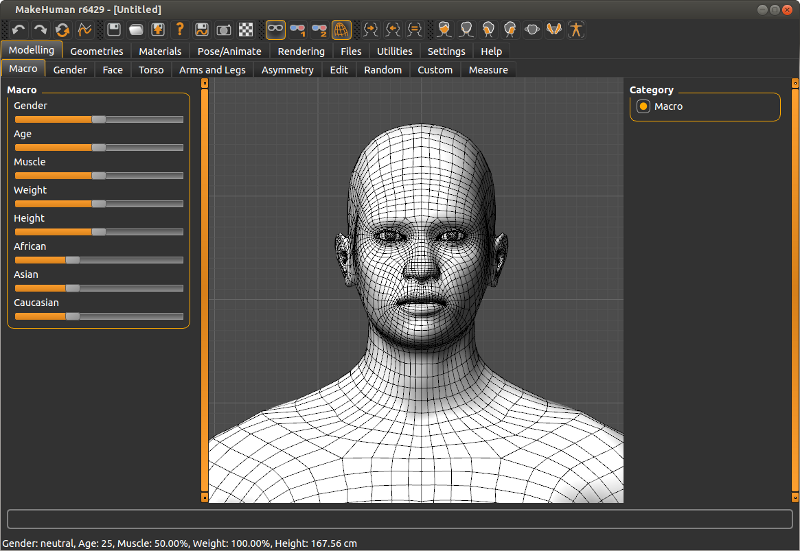 MakeHuman r6429 - [Untitled]
Modelling Geometries Materials Pose/Animate Rendering Files Utilities Settings Help
Macro Gender Face Torso Arms and Legs Asymmetry Edit Random Custom Measure
Macro
Gender
Age
Muscle
Weight
Height
African
Asian
Caucasian
Category
Macro
Gender: neutral, Age: 25, Muscle: 50.00%, Weight: 100.00%, Height: 167.56 cm